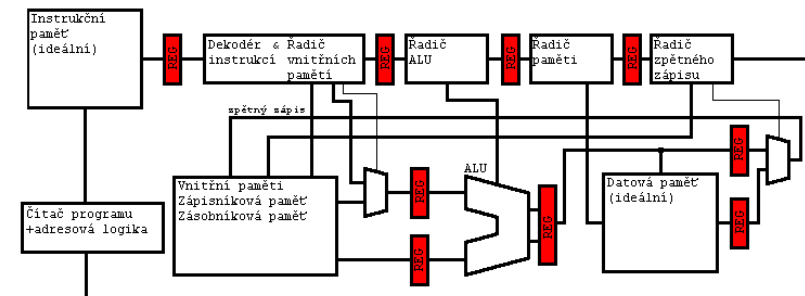 Instrukční
paměť
(ideální)
REG
Dekodér & Řadič
instrukcí vnitřních
pamětí
REG
Řadič
ALU
REG
Řadič
paměti
REG
Řadič
zpětného
zápisu
zpětný zápis
Čítač programu
+adresová logika
Vnitřní paměti
Zápisníková paměť
Zásobníková paměť
REG
REG
ALU
REG
Datová paměť
(ideální)
REG
REG